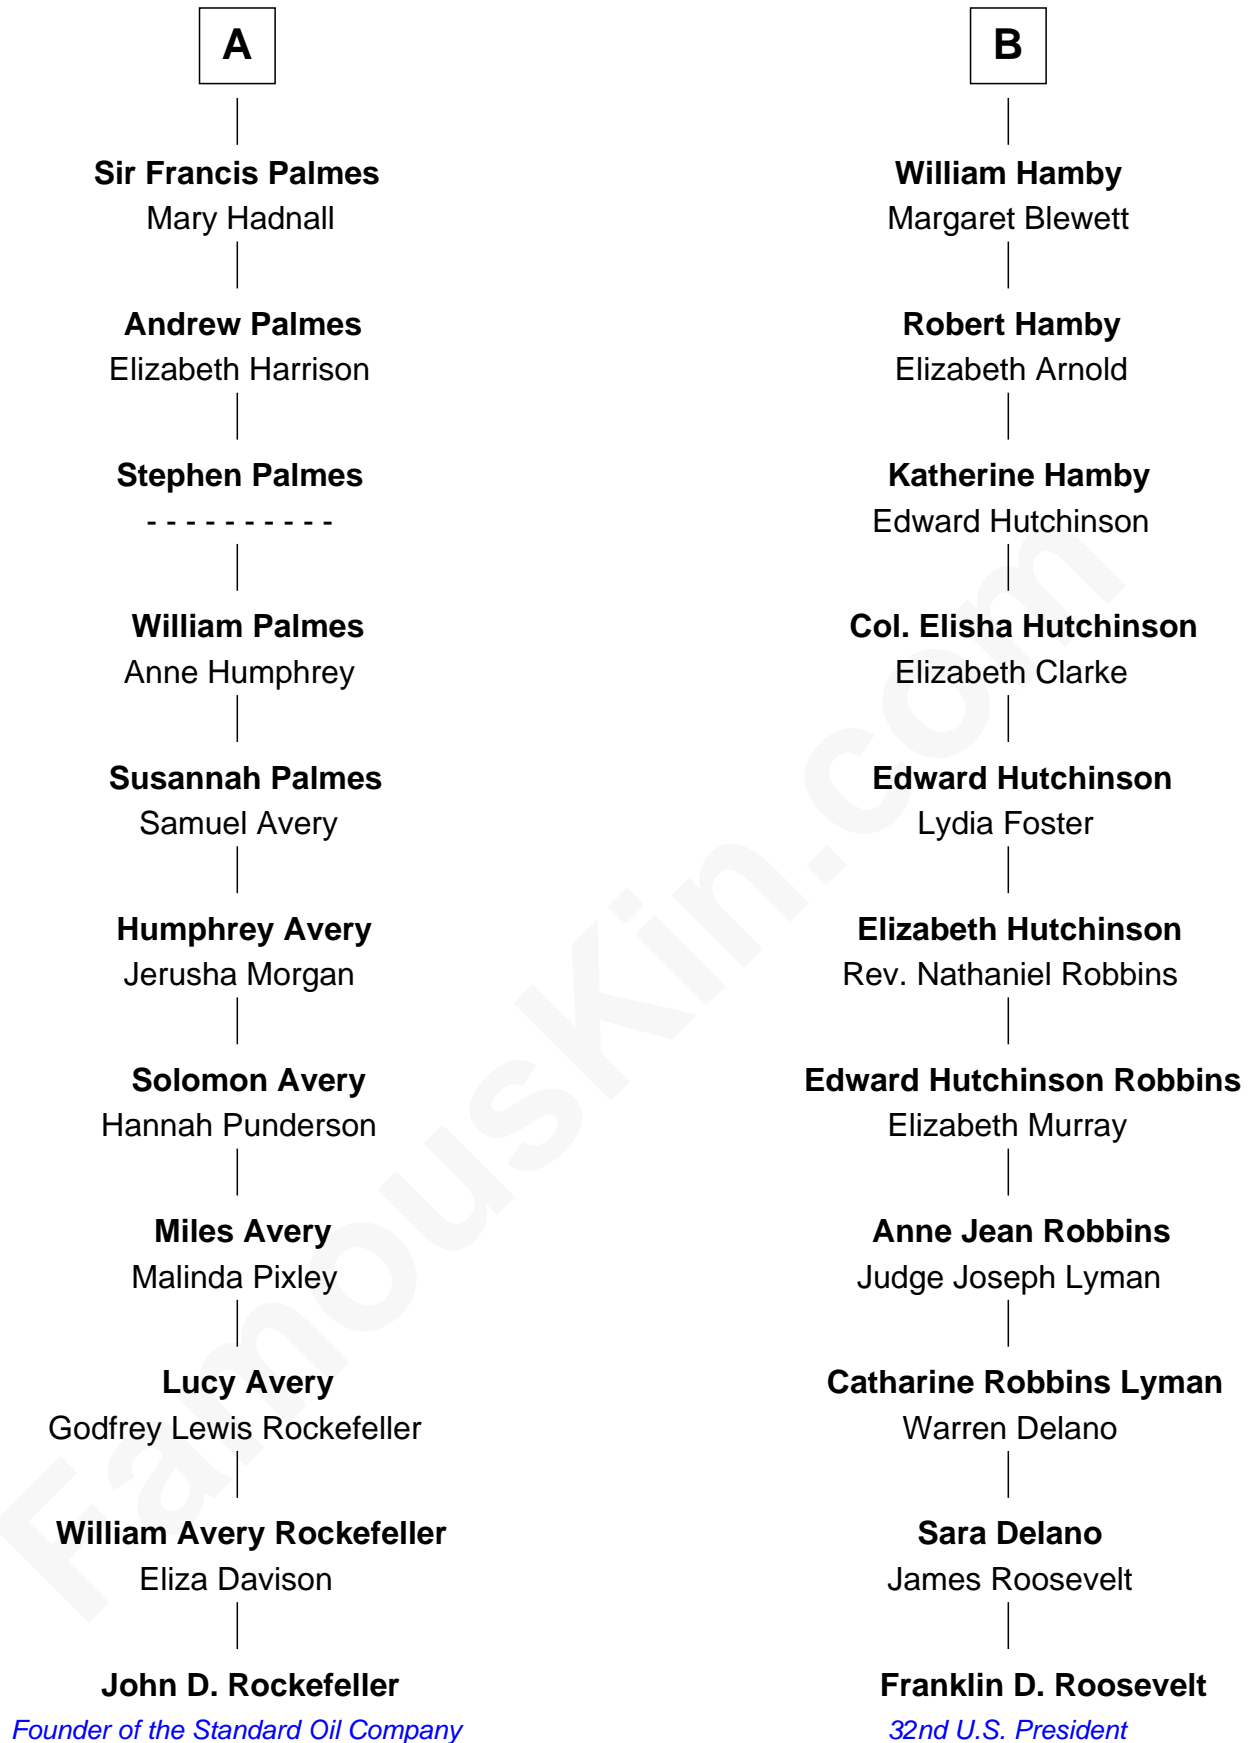 A
Sir Francis Palmes
Mary Hadnall
Andrew Palmes
Elizabeth Harrison
Stephen Palmes
- - - - - - - - - -
William Palmes
Anne Humphrey
Susannah Palmes
Samuel Avery
Humphrey Avery
Jerusha Morgan
Solomon Avery
Hannah Punderson
Miles Avery
Malinda Pixley
Lucy Avery
Godfrey Lewis Rockefeller
William Avery Rockefeller
Eliza Davison
John D. Rockefeller
Founder of the Standard Oil Company
B
William Hamby
Margaret Blewett
Robert Hamby
Elizabeth Arnold
Katherine Hamby
Edward Hutchinson
Col. Elisha Hutchinson
Elizabeth Clarke
Edward Hutchinson
Lydia Foster
Elizabeth Hutchinson
Rev. Nathaniel Robbins
Edward Hutchinson Robbins
Elizabeth Murray
Anne Jean Robbins
Judge Joseph Lyman
Catharine Robbins Lyman
Warren Delano
Sara Delano
James Roosevelt
Franklin D. Roosevelt
32nd U.S. President
FamousKin.com